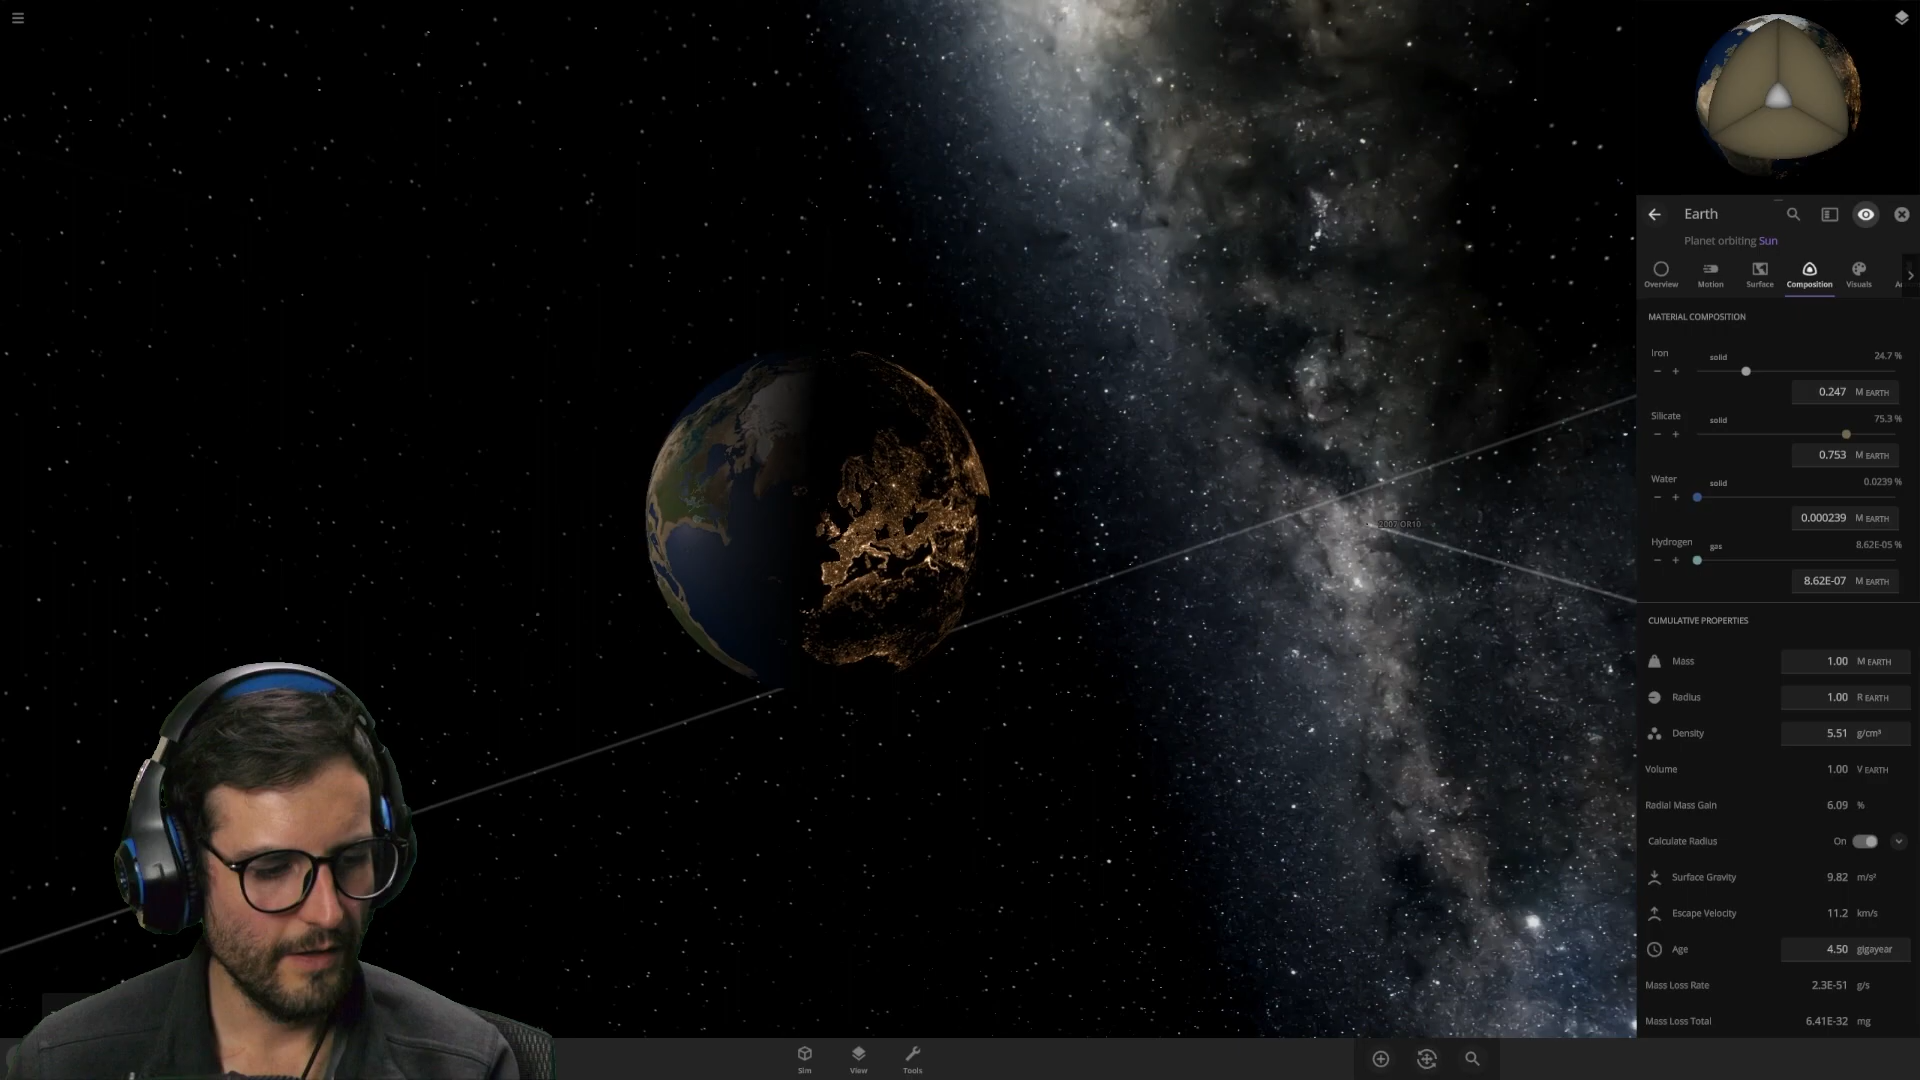 Earth
Planet orbiting Sun
Overview Motion Surface Composition Visuals
MATERIAL COMPOSITION
Iron solid 24.7 %
− +
0.247 M EARTH
Silicate solid 75.3 %
− +
0.753 M EARTH
Water solid 0.0239 %
− +
0.000239 M EARTH
Hydrogen gas 8.62E-05 %
− +
8.62E-07 M EARTH
CUMULATIVE PROPERTIES
Mass 1.00 M EARTH
Radius 1.00 R EARTH
Density 5.51 g/cm³
Volume 1.00 V EARTH
Radial Mass Gain 6.09 %
Calculate Radius On
Surface Gravity 9.82 m/s²
Escape Velocity 11.2 km/s
Age 4.50 gigayear
Mass Loss Rate 2.3E-51 g/s
Mass Loss Total 6.41E-32 mg
2007 OR10
Sim View Tools